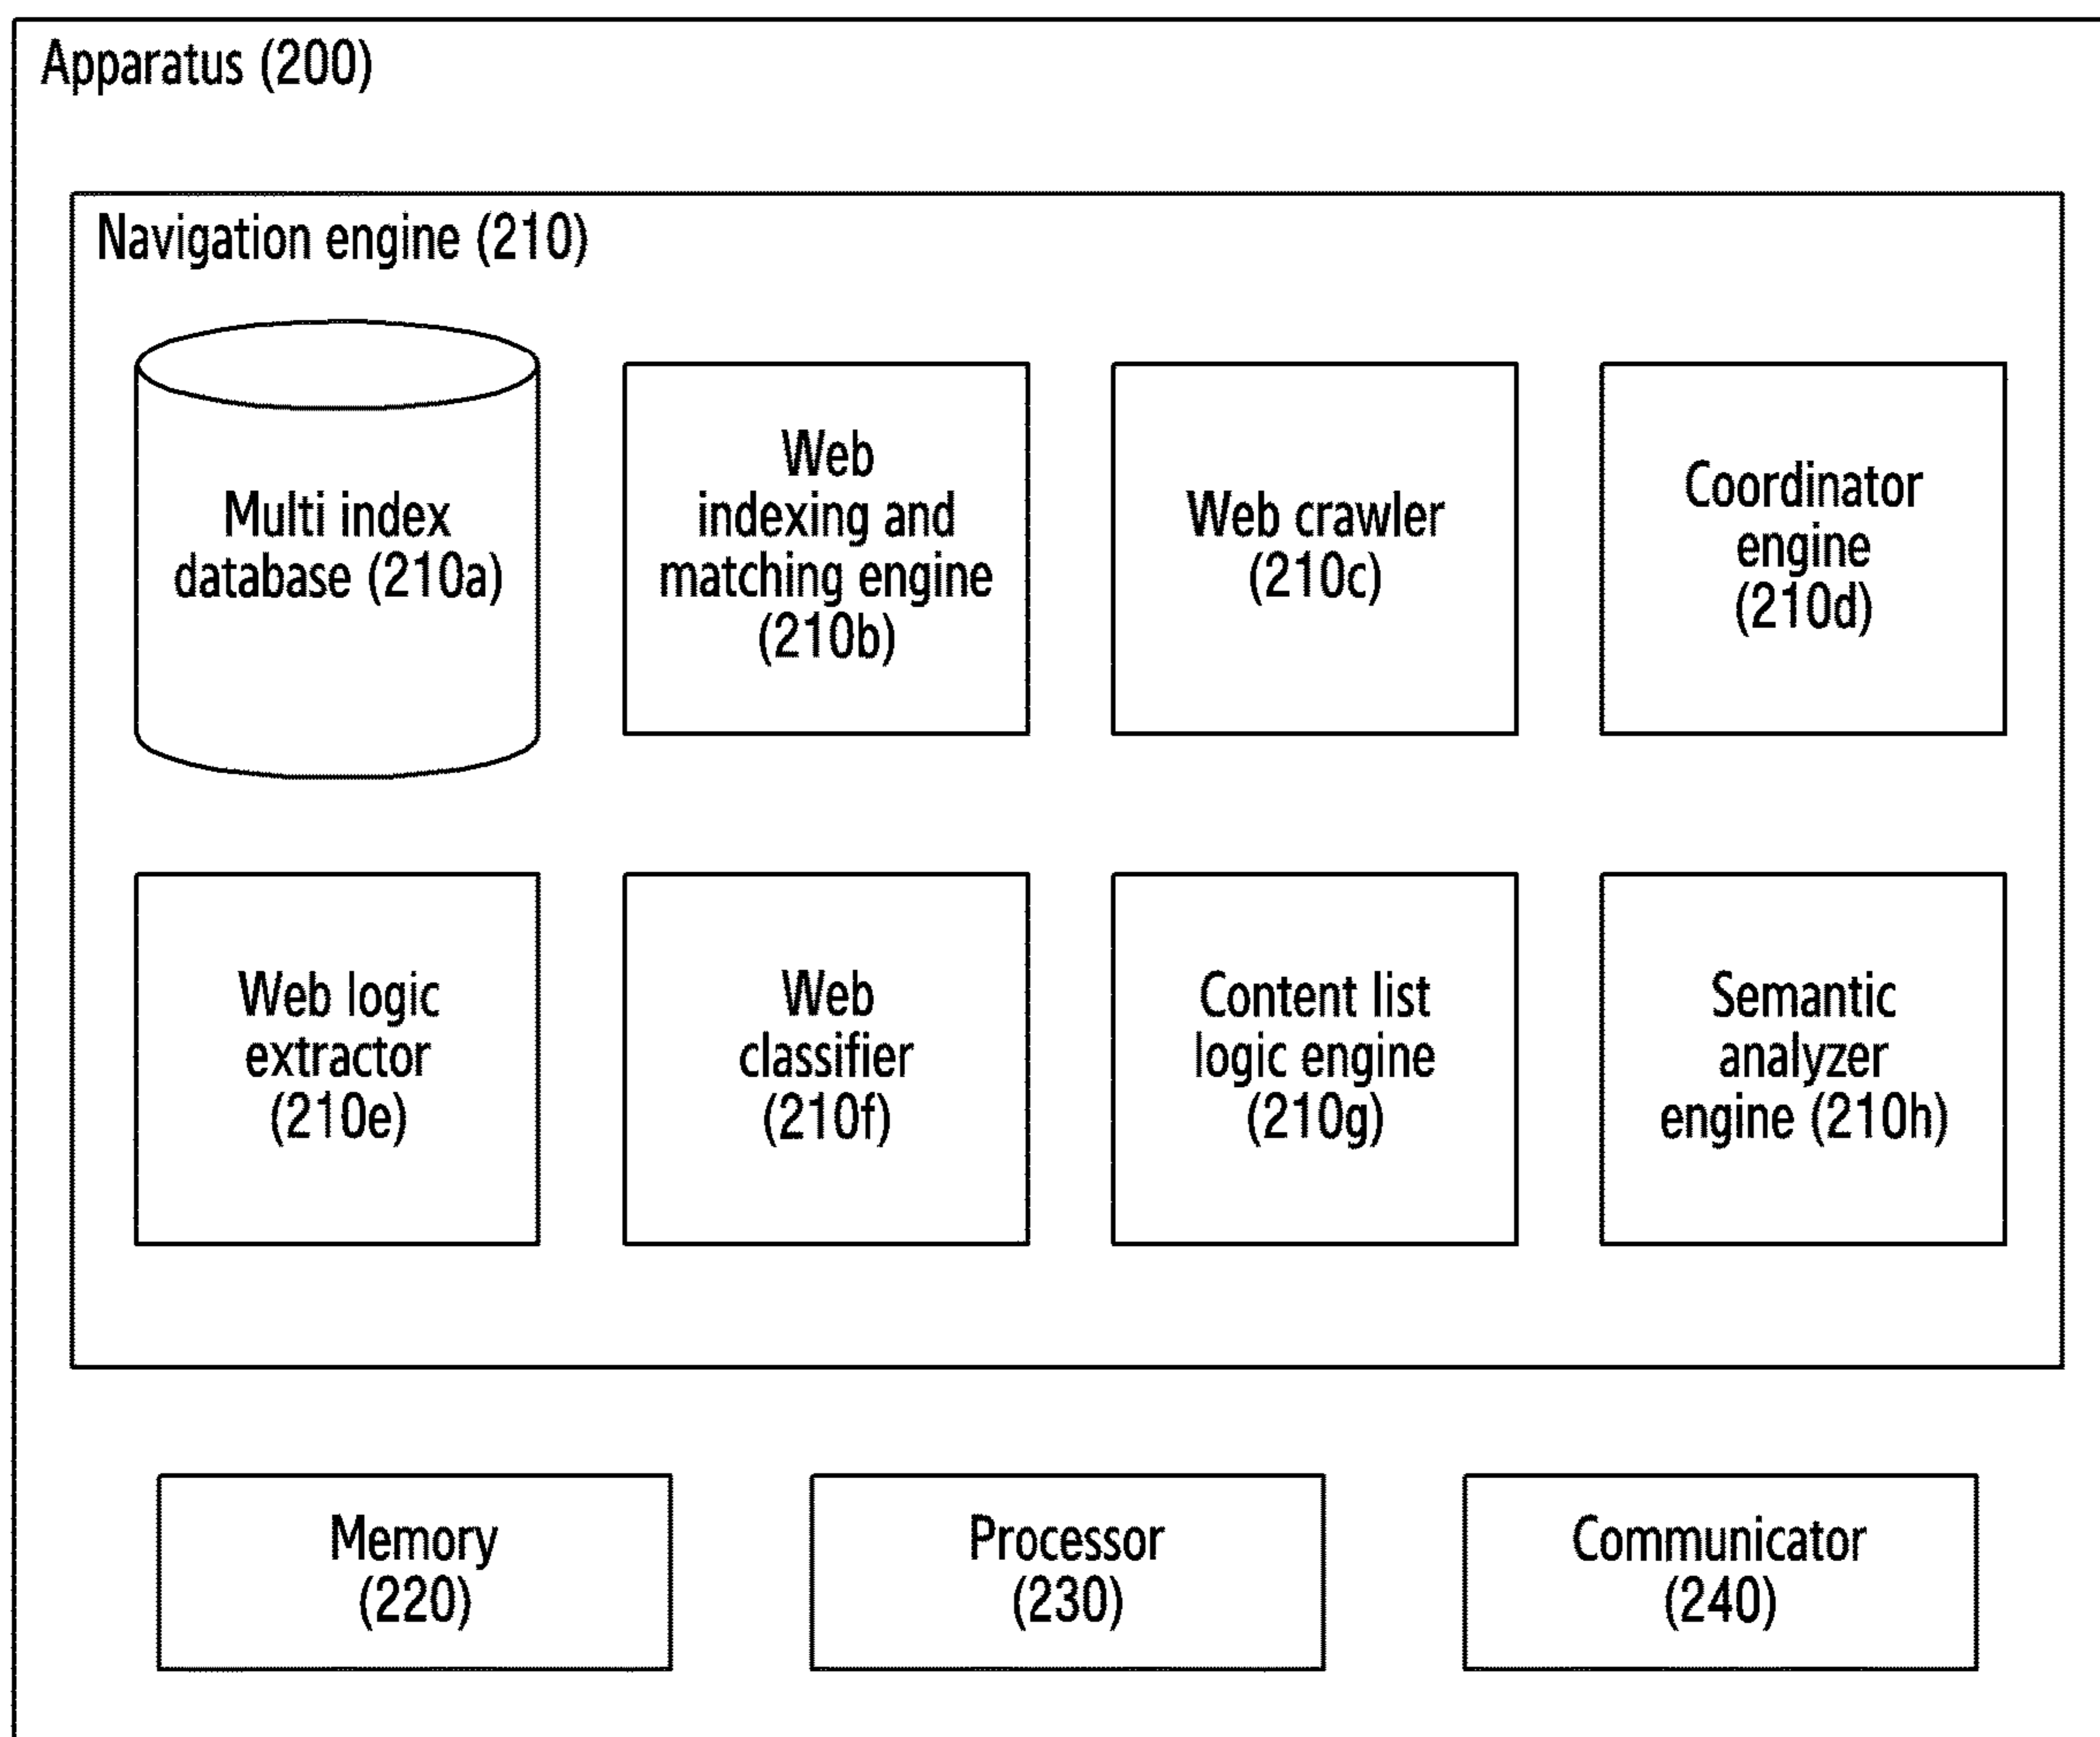 Apparatus (200)
Navigation engine (210)
Multi index
database (210a)
Web
indexing and
matching engine
(210b)
Web crawler
(210c)
Coordinator
engine
(210d)
Web logic
extractor
(210e)
Web
classifier
(210f)
Content list
logic engine
(210g)
Semantic
analyzer
engine (210h)
Memory
(220)
Processor
(230)
Communicator
(240)